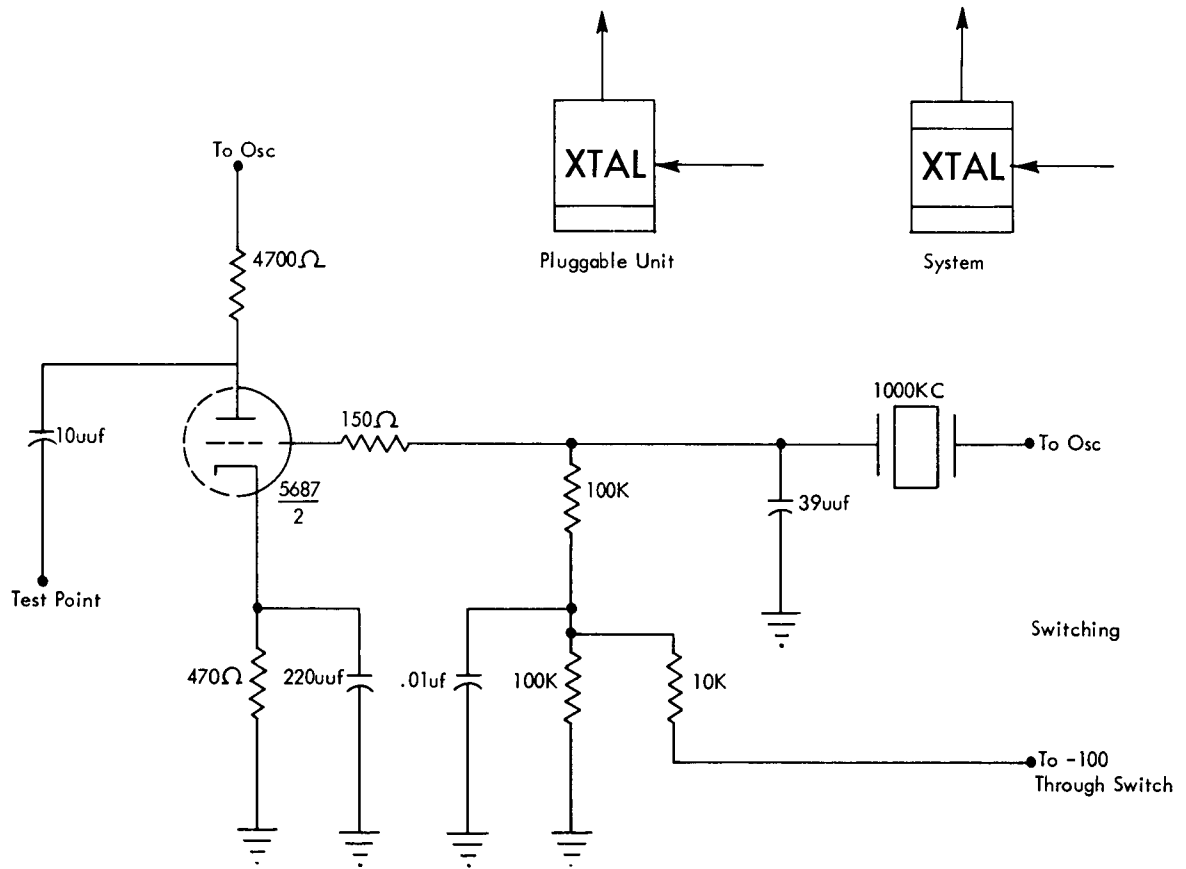 XTAL
XTAL
Pluggable Unit
System
To Osc
4700Ω
10uuf
150Ω
1000KC
To Osc
5687
2
100K
39uuf
Test Point
Switching
470Ω
220uuf
.01uf
100K
10K
To -100
Through Switch